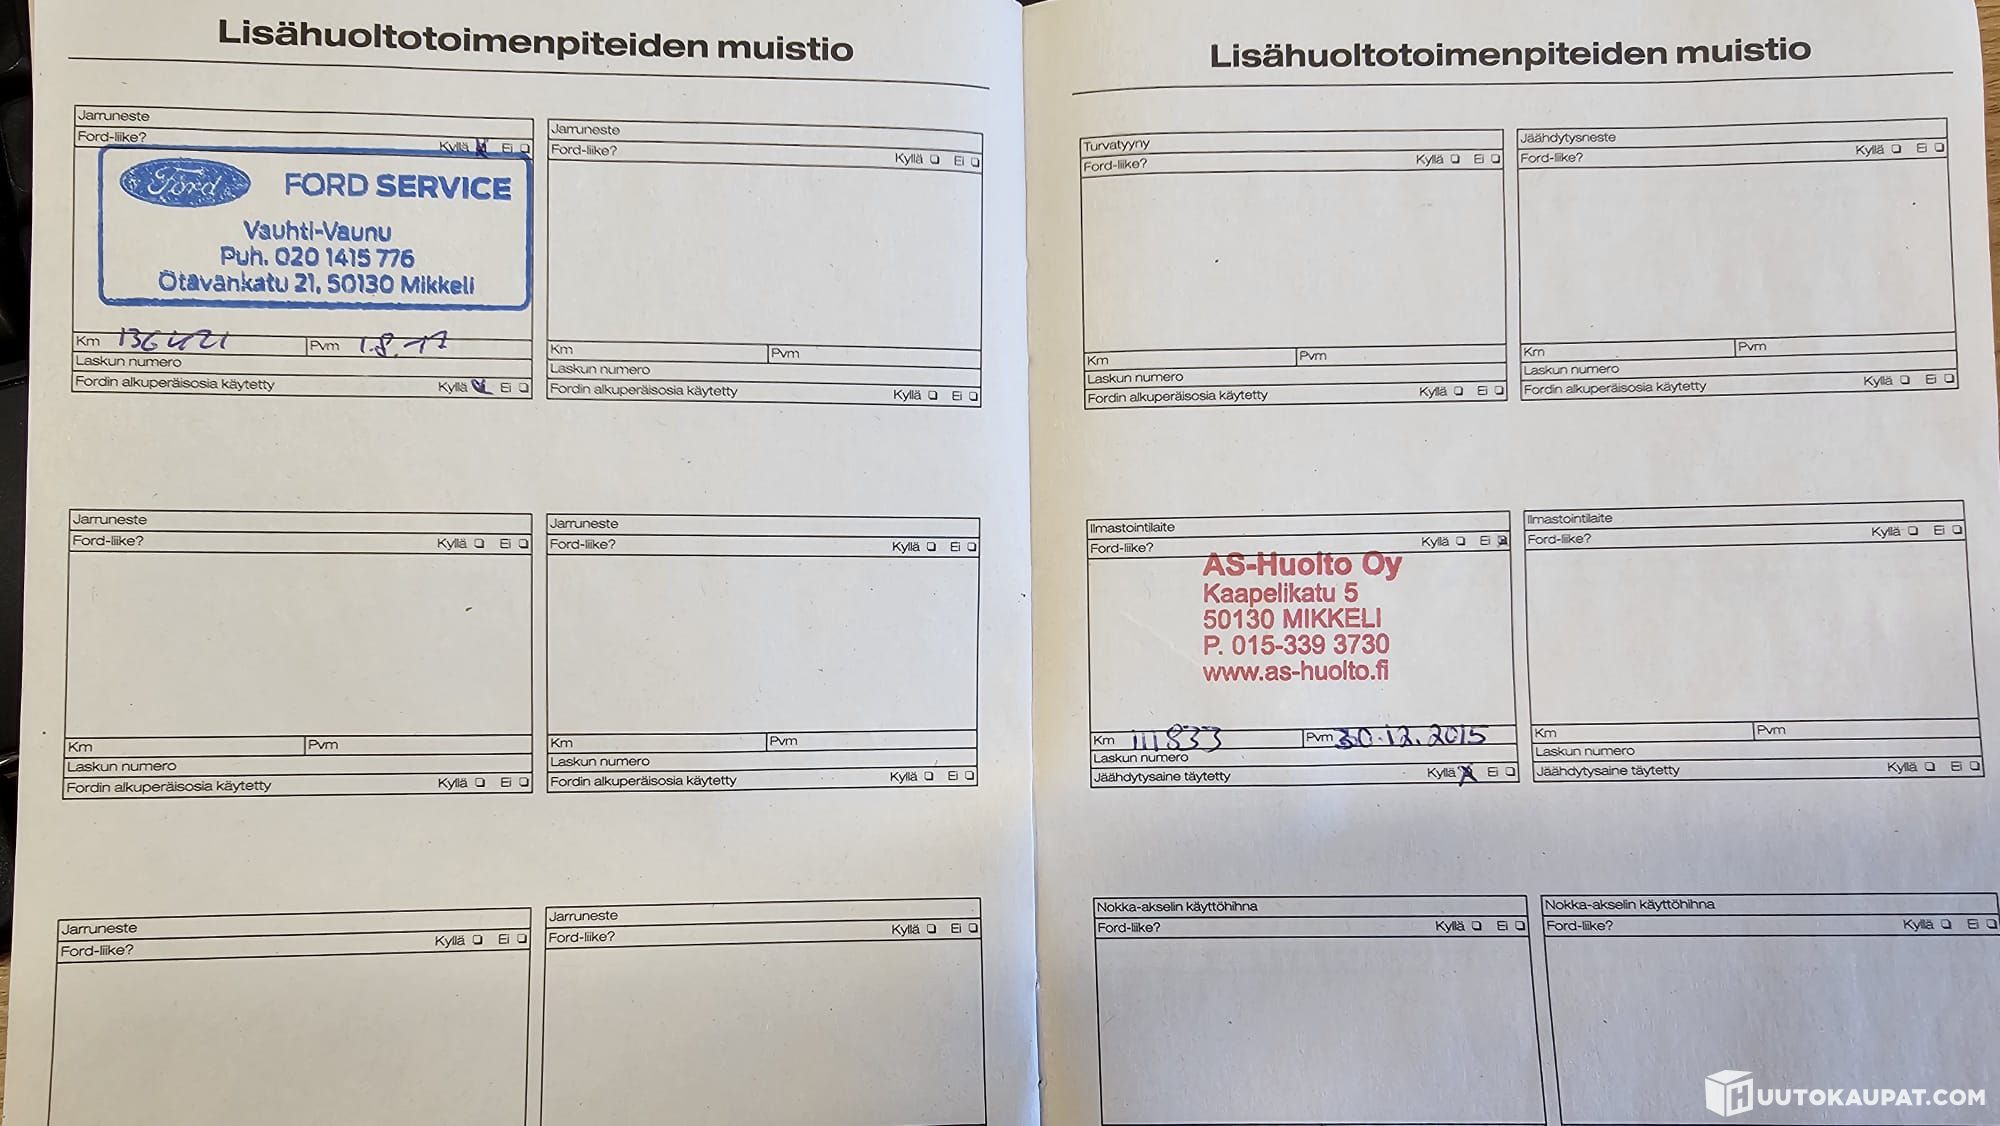 Lisähuoltotoimenpiteiden muistio
Jarruneste
Ford-liike?
Kyllä Ei
Ford FORD SERVICE
Vauhti-Vaunu
Puh. 020 1415 776
Otavankatu 21, 50130 Mikkeli
Km 136421 Pvm 1.8.17
Laskun numero
Fordin alkuperäisosia käytetty Kyllä Ei
Jarruneste
Ford-liike?
Kyllä Ei
Km Pvm
Laskun numero
Fordin alkuperäisosia käytetty Kyllä Ei
Jarruneste
Ford-liike? Kyllä Ei
Km Pvm
Laskun numero
Fordin alkuperäisosia käytetty Kyllä Ei
Jarruneste
Ford-liike? Kyllä Ei
Km Pvm
Laskun numero
Fordin alkuperäisosia käytetty Kyllä Ei
Jarruneste
Ford-liike? Kyllä Ei
Jarruneste
Ford-liike? Kyllä Ei
Lisähuoltotoimenpiteiden muistio
Turvatyyny
Ford-liike? Kyllä Ei
Km Pvm
Laskun numero
Fordin alkuperäisosia käytetty Kyllä Ei
Jäähdytysneste
Ford-liike? Kyllä Ei
Km Pvm
Laskun numero
Fordin alkuperäisosia käytetty Kyllä Ei
Ilmastointilaite
Ford-liike? Kyllä Ei
AS-Huolto Oy
Kaapelikatu 5
50130 MIKKELI
P. 015-339 3730
www.as-huolto.fi
Km 111833 Pvm 30.12.2015
Laskun numero
Jäähdytysaine täytetty Kyllä Ei
Ilmastointilaite
Ford-liike? Kyllä Ei
Km Pvm
Laskun numero
Jäähdytysaine täytetty Kyllä Ei
Nokka-akselin käyttöhihna
Ford-liike? Kyllä Ei
Nokka-akselin käyttöhihna
Ford-liike? Kyllä Ei
HUUTOKAUPAT.COM